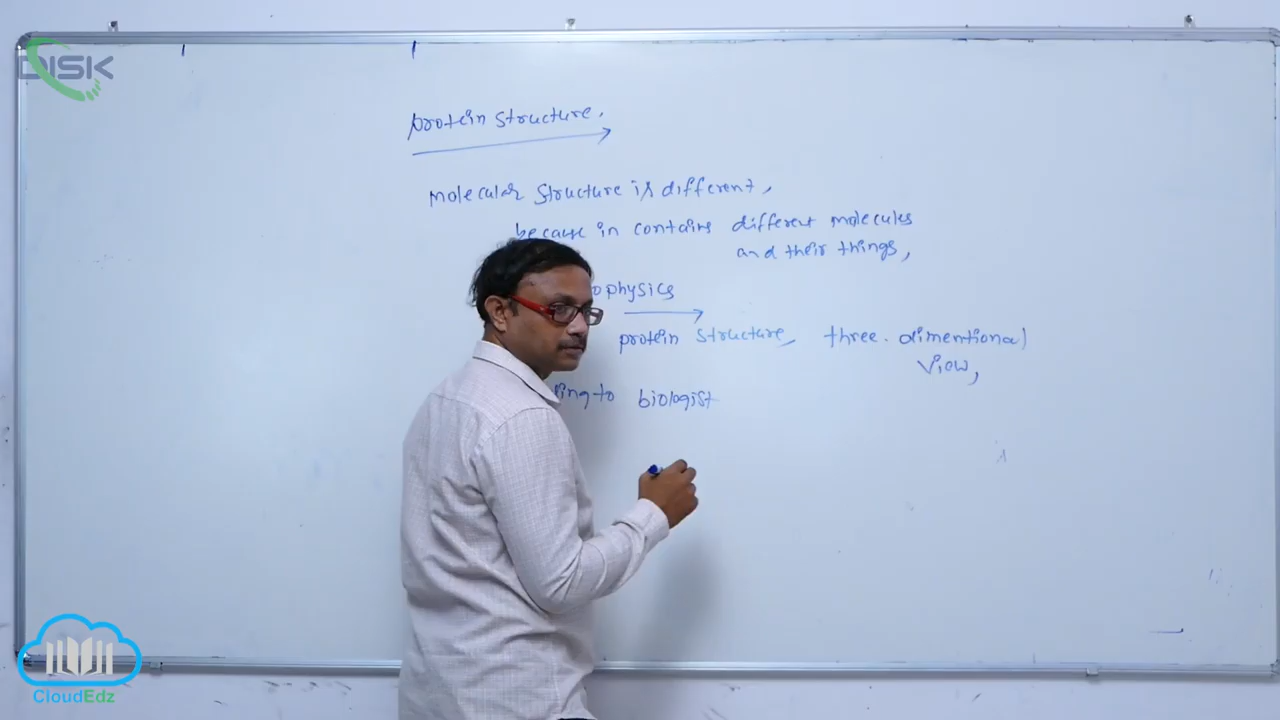 DISK
protein structure.
molecular structure is different,
because in contains different molecules
and their things,
ophysics
protein structure, three. dimentional
view,
ling to biologist
CloudEdz